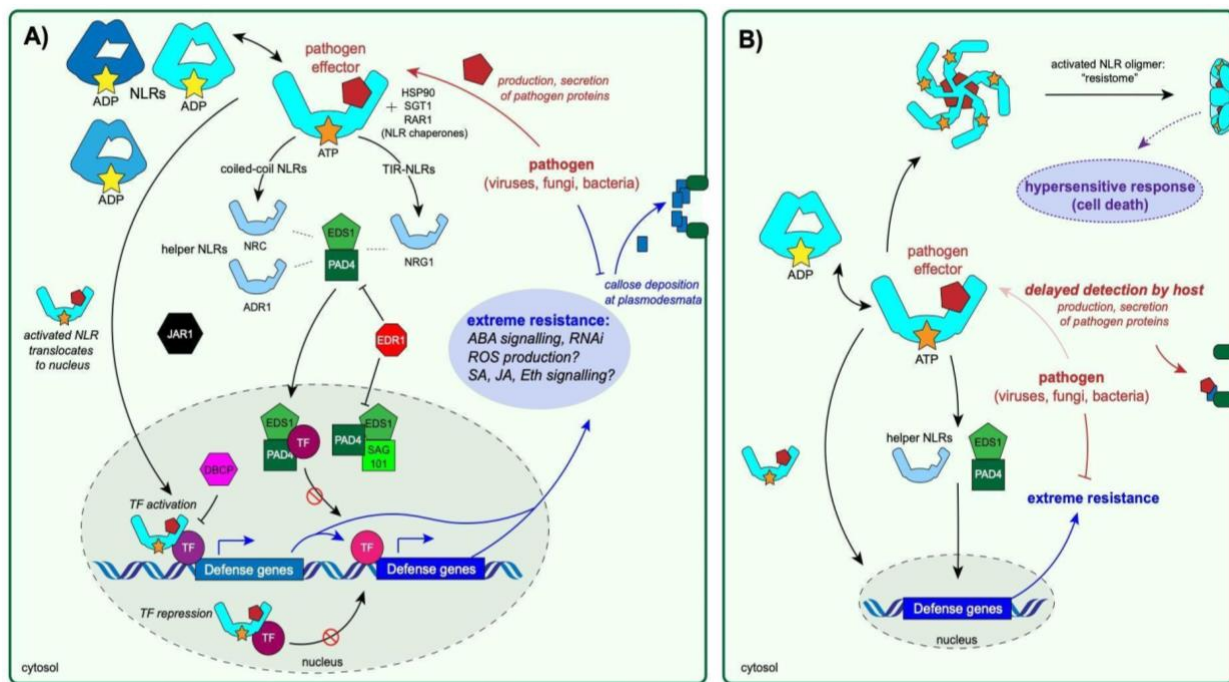 A)
pathogen
effector
production, secretion
of pathogen proteins
ADP
NLRs
ADP
+
HSP90
SGT1
RAR1
(NLR chaperones)
ATP
ADP
coiled-coil NLRs
TIR-NLRs
pathogen
(viruses, fungi, bacteria)
NRC
helper NLRs
EDS1
PAD4
NRG1
ADR1
callose deposition
at plasmodesmata
activated NLR
translocates
to nucleus
JAR1
EDR1
extreme resistance:
ABA signalling, RNAi
ROS production?
SA, JA, Eth signalling?
EDS1
PAD4
TF
EDS1
PAD4
SAG
101
DBCP
TF activation
TF
Defense genes
TF
Defense genes
TF repression
TF
nucleus
cytosol
B)
activated NLR oligomer:
"resistome"
hypersensitive response
(cell death)
ADP
pathogen
effector
ATP
delayed detection by host
production, secretion
of pathogen proteins
pathogen
(viruses, fungi, bacteria)
helper NLRs
EDS1
PAD4
extreme resistance
Defense genes
nucleus
cytosol